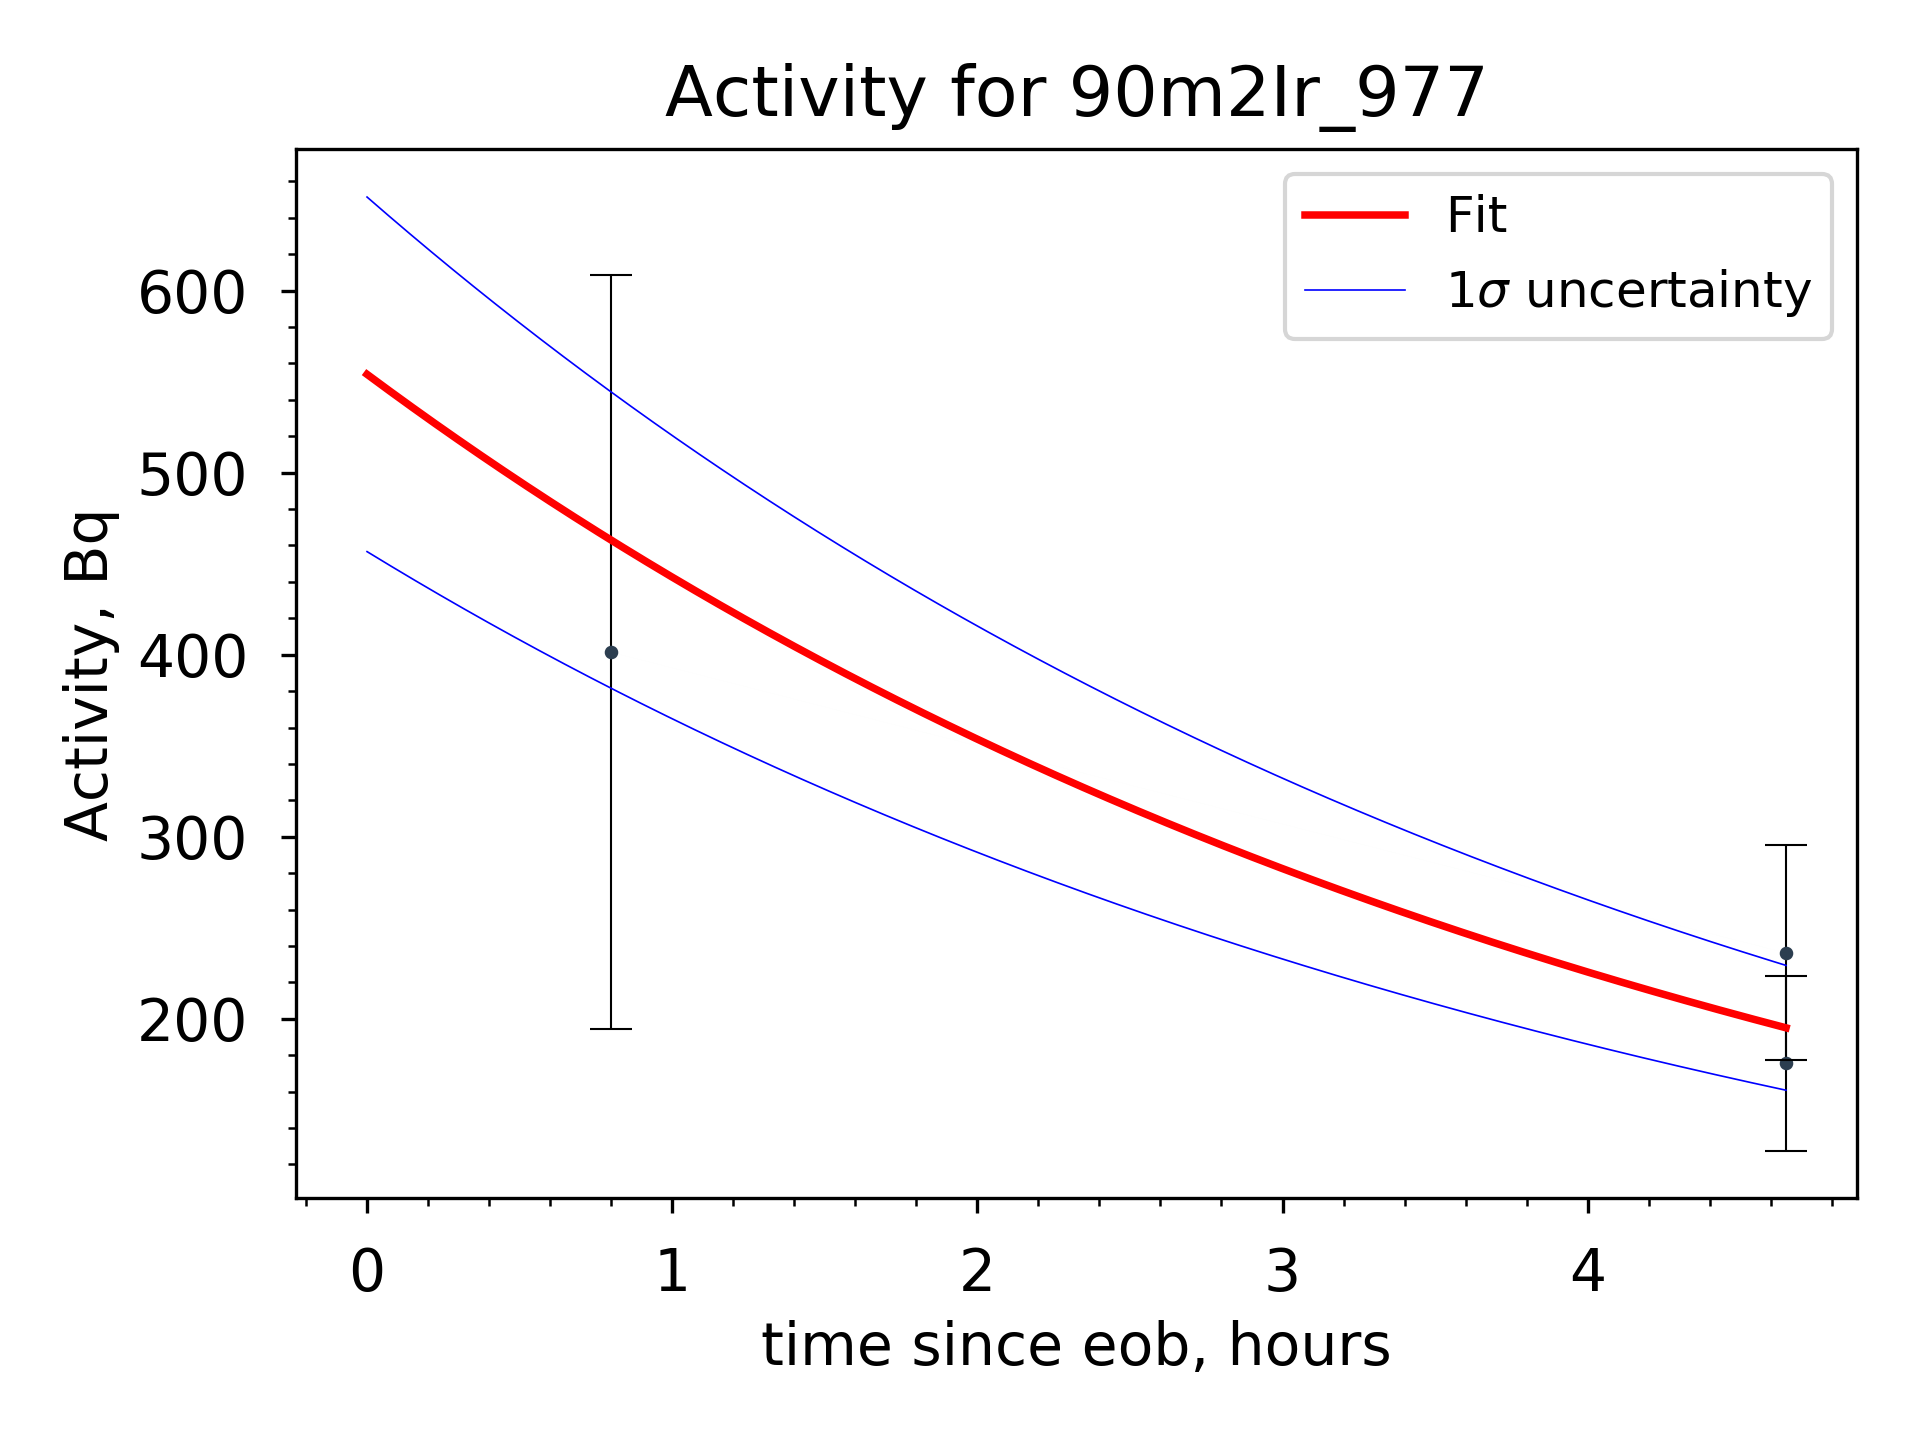 Activity for 90m2Ir_977
Fit
1σ uncertainty
600
500
400
300
200
Activity, Bq
0 1 2 3 4
time since eob, hours